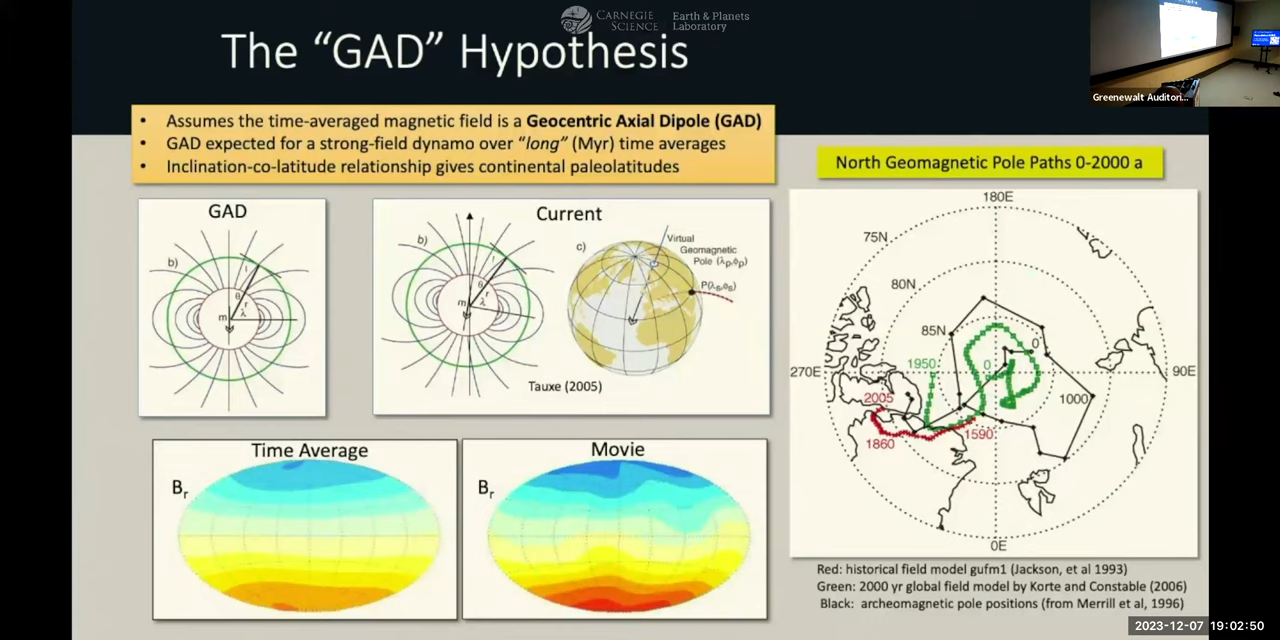 CARNEGIE SCIENCE
Earth & Planets Laboratory
The “GAD” Hypothesis
Greenewalt Auditori...
• Assumes the time-averaged magnetic field is a Geocentric Axial Dipole (GAD)
• GAD expected for a strong-field dynamo over “long” (Myr) time averages
• Inclination-co-latitude relationship gives continental paleolatitudes
North Geomagnetic Pole Paths 0-2000 a
GAD
b)
I
θ
r
m
λ
Current
b)
I
θ
r
m
λ
c)
Virtual
Geomagnetic
Pole (λp,φp)
P(λs,φs)
Tauxe (2005)
Time Average
Br
Movie
Br
180E
75N
80N
85N
0
1950
0
270E
90E
2005
1000
1860
1590
0E
Red: historical field model gufm1 (Jackson, et al 1993)
Green: 2000 yr global field model by Korte and Constable (2006)
Black: archeomagnetic pole positions (from Merrill et al, 1996)
2023-12-07 19:02:50